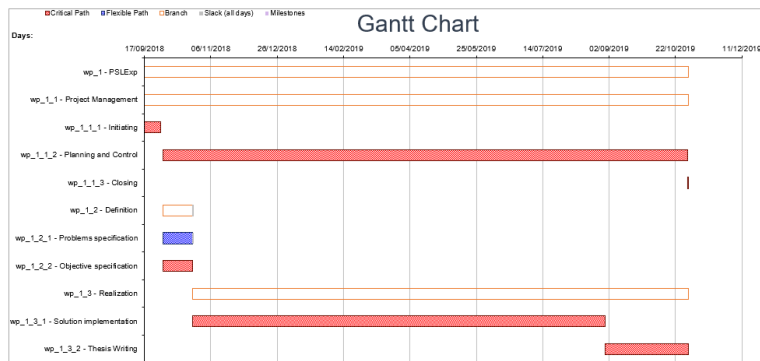 Critical Path Flexible Path Branch Slack (all days) Milestones
Gantt Chart
Days:
17/09/2018 06/11/2018 26/12/2018 14/02/2019 05/04/2019 25/05/2019 14/07/2019 02/09/2019 22/10/2019 11/12/2019
wp_1 - PSLExp
wp_1_1 - Project Management
wp_1_1_1 - Initiating
wp_1_1_2 - Planning and Control
wp_1_1_3 - Closing
wp_1_2 - Definition
wp_1_2_1 - Problems specification
wp_1_2_2 - Objective specification
wp_1_3 - Realization
wp_1_3_1 - Solution implementation
wp_1_3_2 - Thesis Writing